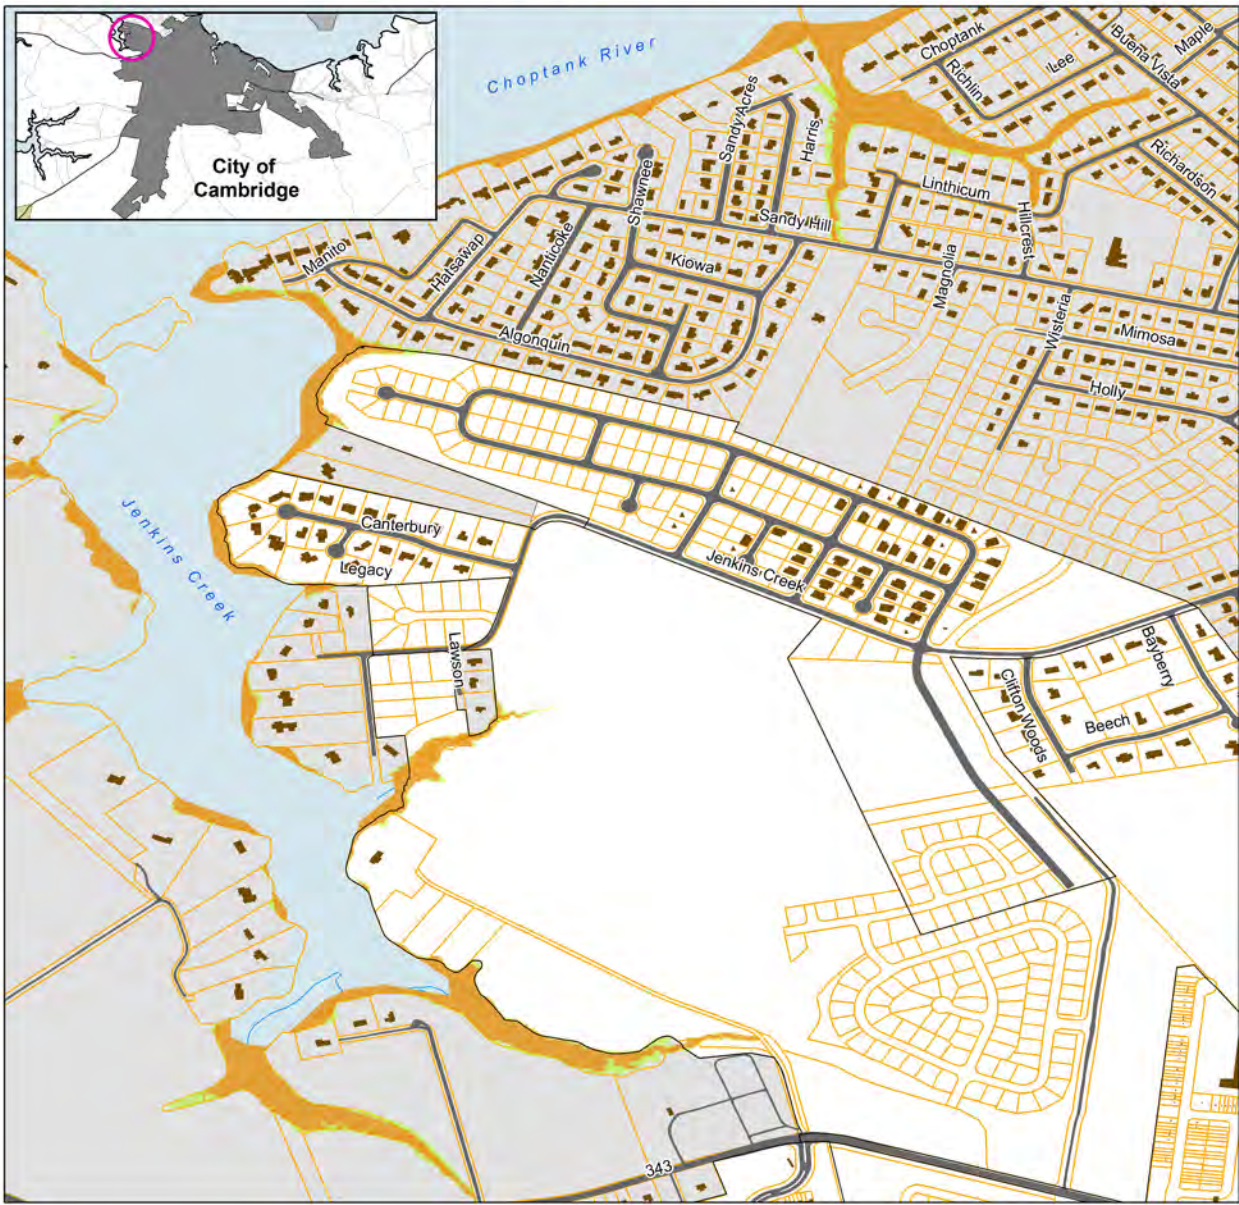 City of
Cambridge
Choptank River
Choptank
Richlin
Lee
Buena Vista
Maple
Sandy Acres
Harris
Shawnee
Linthicum
Richardson
Hillcrest
Sandy Hill
Manito
Hatsawap
Nanticoke
Kiowa
Magnolia
Wisteria
Mimosa
Algonquin
Holly
Jenkins Creek
Canterbury
Legacy
Jenkins Creek
Lawson
Clifton Woods
Bayberry
Beech
343